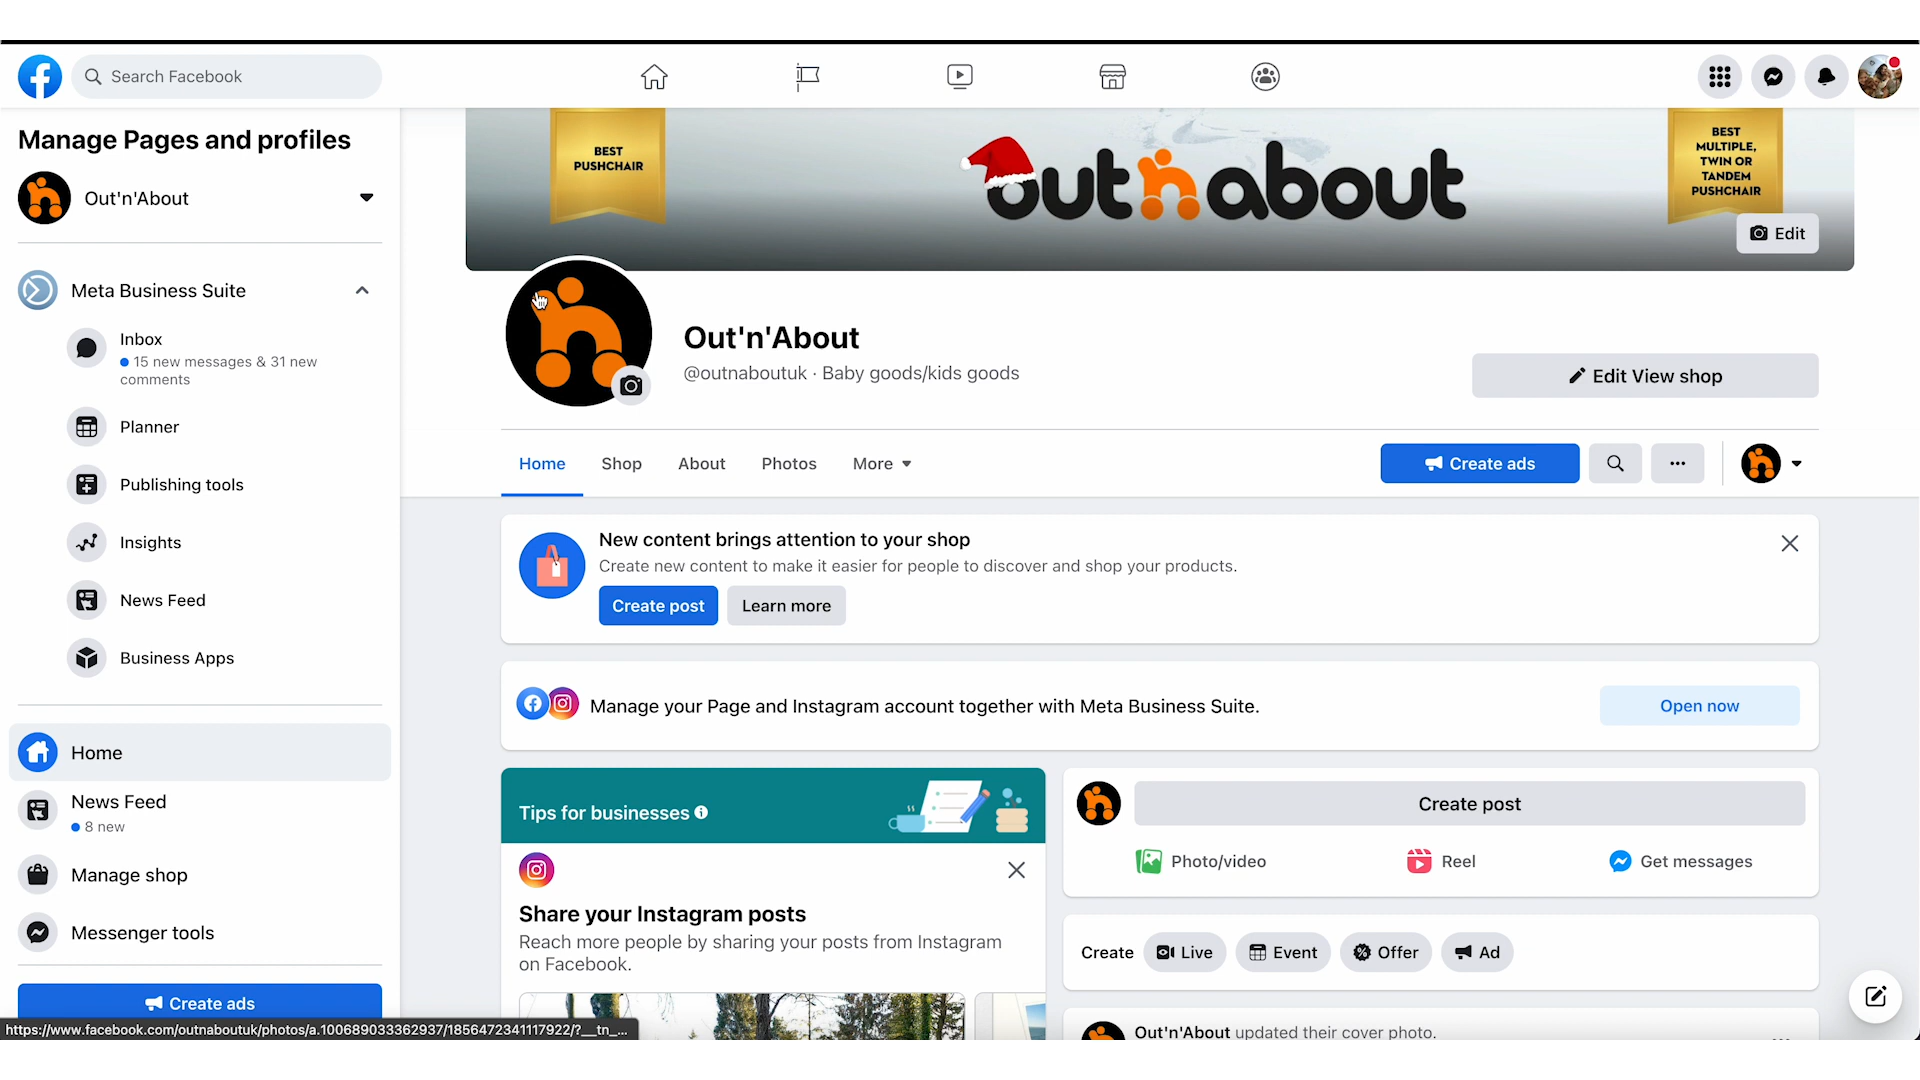 Search Facebook
Manage Pages and profiles
Out'n'About
Meta Business Suite
Inbox
15 new messages & 31 new
comments
Planner
Publishing tools
Insights
News Feed
Business Apps
Home
News Feed
8 new
Manage shop
Messenger tools
Create ads
https://www.facebook.com/outnaboutuk/photos/a.100689033362937/1856472341117922/?__tn_...
BEST
PUSHCHAIR
outnabout
BEST
MULTIPLE,
TWIN OR
TANDEM
PUSHCHAIR
Edit
Out'n'About
@outnaboutuk · Baby goods/kids goods
Edit View shop
Home Shop About Photos More
Create ads
New content brings attention to your shop
Create new content to make it easier for people to discover and shop your products.
Create post Learn more
Manage your Page and Instagram account together with Meta Business Suite.
Open now
Tips for businesses
Share your Instagram posts
Reach more people by sharing your posts from Instagram
on Facebook.
Create post
Photo/video Reel Get messages
Create Live Event Offer Ad
Out'n'About updated their cover photo.